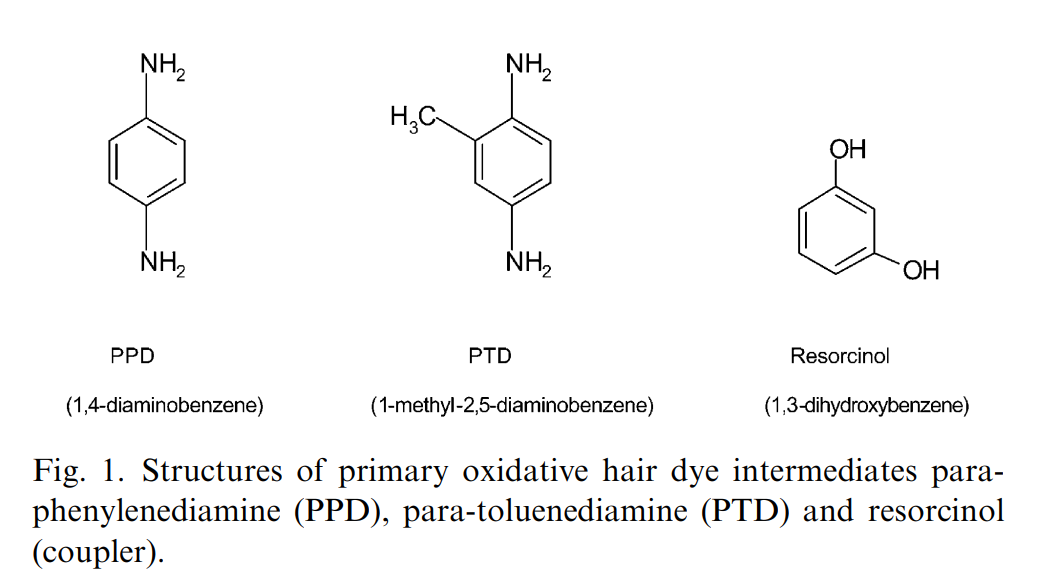 NH2
NH2
H3C
OH
NH2
NH2
OH
PPD
PTD
Resorcinol
(1,4-diaminobenzene)
(1-methyl-2,5-diaminobenzene)
(1,3-dihydroxybenzene)
Fig. 1. Structures of primary oxidative hair dye intermediates para-
phenylenediamine (PPD), para-toluenediamine (PTD) and resorcinol
(coupler).